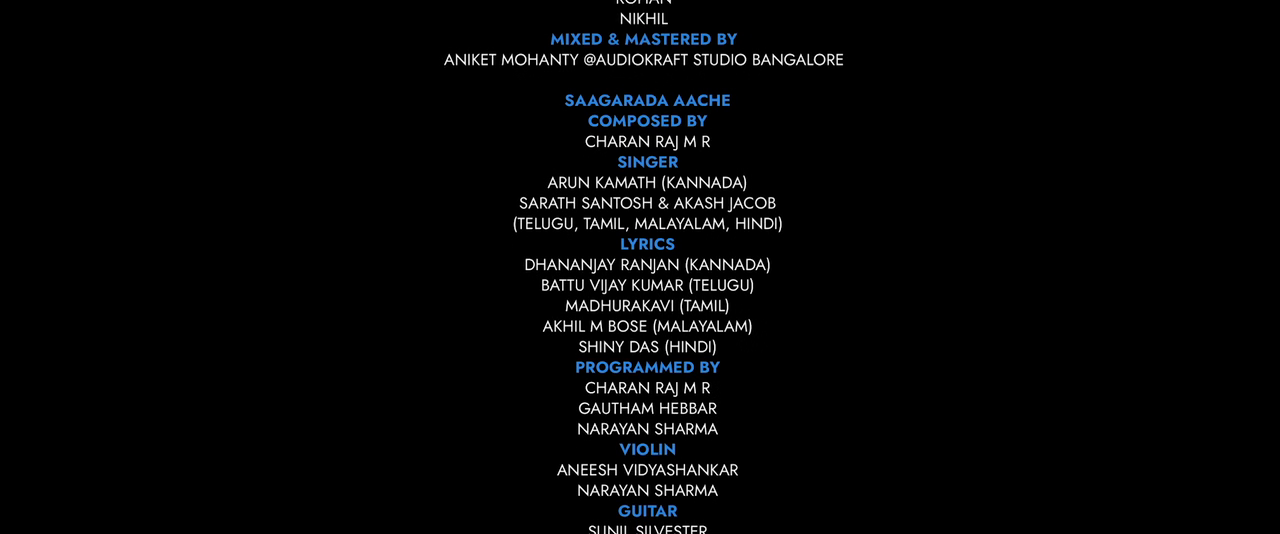 ROHAN
NIKHIL
MIXED & MASTERED BY
ANIKET MOHANTY @AUDIOKRAFT STUDIO BANGALORE
SAAGARADA AACHE
COMPOSED BY
CHARAN RAJ M R
SINGER
ARUN KAMATH (KANNADA)
SARATH SANTOSH & AKASH JACOB
(TELUGU, TAMIL, MALAYALAM, HINDI)
LYRICS
DHANANJAY RANJAN (KANNADA)
BATTU VIJAY KUMAR (TELUGU)
MADHURAKAVI (TAMIL)
AKHIL M BOSE (MALAYALAM)
SHINY DAS (HINDI)
PROGRAMMED BY
CHARAN RAJ M R
GAUTHAM HEBBAR
NARAYAN SHARMA
VIOLIN
ANEESH VIDYASHANKAR
NARAYAN SHARMA
GUITAR
SUNIL SILVESTER